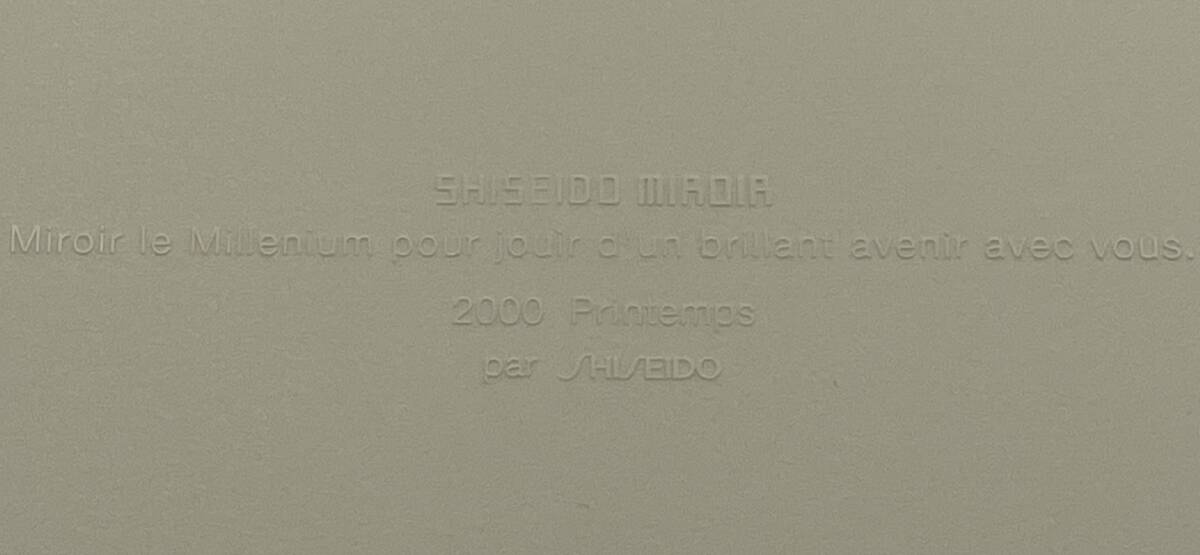 SHISEIDO MIROIR
Miroir le Millenium pour jouir d'un brillant avenir avec vous.
2000 Printemps
par SHISEIDO